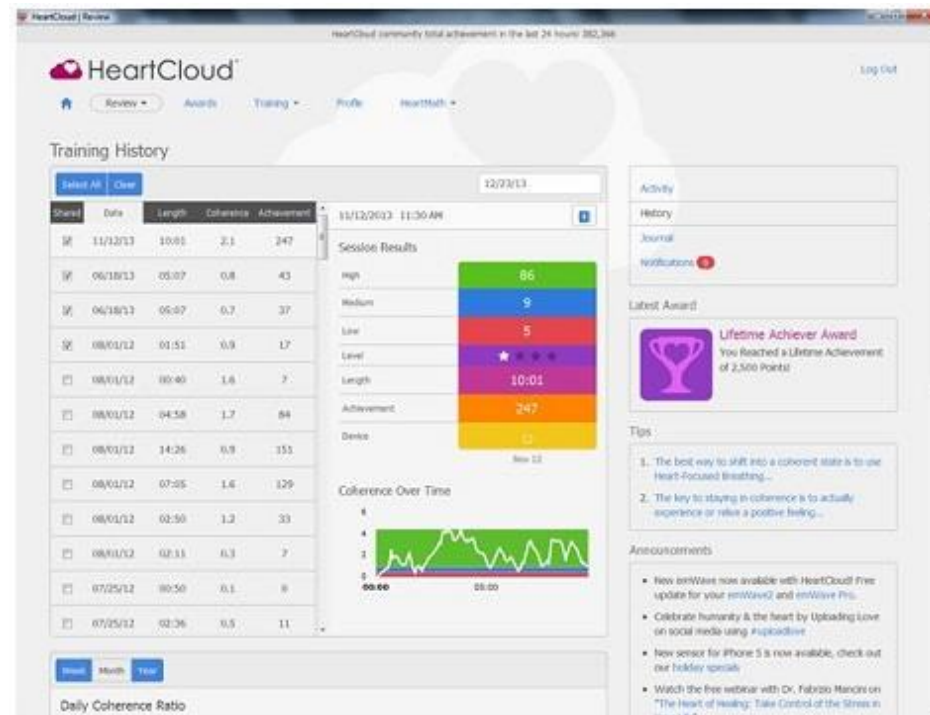 HeartCloud | Review
HeartCloud community total achievement in the last 24 hours: 382,366
HeartCloud
Log Out
Review
Awards
Training
Profile
HeartMath
Training History
Select All Clear
12/23/13
Shared Date Length Coherence Achievement
11/12/13 10:01 2.1 247
06/18/13 05:07 0.8 43
06/18/13 05:07 0.7 37
08/01/12 01:51 0.9 17
08/01/12 00:40 1.6 7
08/01/12 04:58 1.7 84
08/01/12 14:26 0.9 151
08/01/12 07:05 1.6 129
08/01/12 02:50 1.2 33
08/01/12 02:11 0.3 7
07/25/12 00:50 0.1
07/25/12 02:36 0.5 11
11/12/2013 11:30 AM
Session Results
High 86
Medium 9
Low 5
Level
Length 10:01
Achievement 247
Device
Nov 12
Coherence Over Time
6
4
2
0
00:00 05:00
Activity
History
Journal
Notifications
Latest Award
Lifetime Achiever Award
You Reached a Lifetime Achievement
of 2,500 Points!
Tips
1. The best way to shift into a coherent state is to use
Heart-Focused Breathing...
2. The key to staying in coherence is to actually
experience or relive a positive feeling...
Announcements
• New emWave now available with HeartCloud! Free
update for your emWave2 and emWave Pro.
• Celebrate humanity & the heart by Uploading Love
on social media using #uploadlove
• New sensor for iPhone 5 is now available, check out
our holiday specials
• Watch the free webinar with Dr. Fabrizio Mancini on
"The Heart of Healing: Take Control of the Stress in
Week Month Year
Daily Coherence Ratio